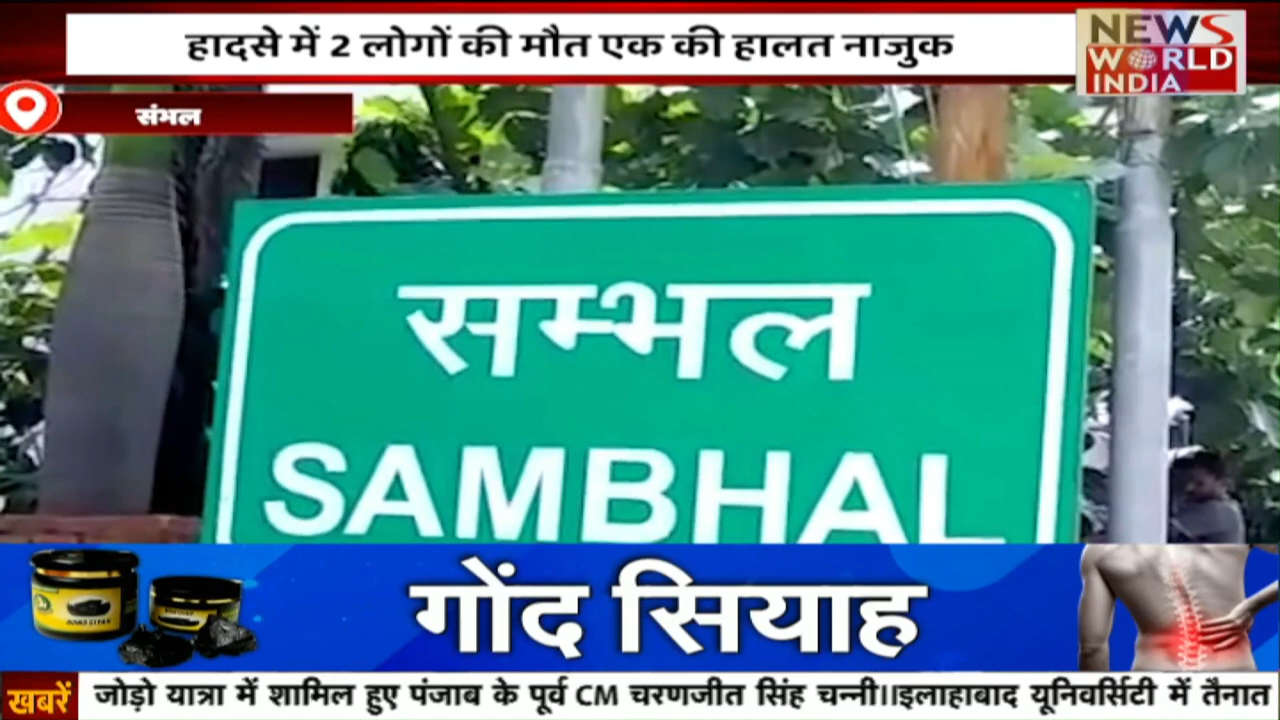 हादसे में 2 लोगों की मौत एक की हालत नाजुक
NEWS
WORLD
INDIA
संभल
सम्भल
SAMBHAL
गोंद सियाह
खबरें
जोड़ो यात्रा में शामिल हुए पंजाब के पूर्व CM चरणजीत सिंह चन्नी।।इलाहाबाद यूनिवर्सिटी में तैनात